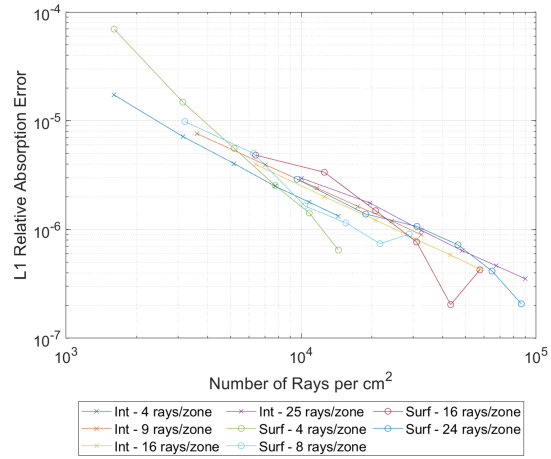 10^-4
10^-5
10^-6
10^-7
L1 Relative Absorption Error
10^3
10^4
10^5
Number of Rays per cm^2
Int - 4 rays/zone
Int - 9 rays/zone
Int - 16 rays/zone
Int - 25 rays/zone
Surf - 4 rays/zone
Surf - 8 rays/zone
Surf - 16 rays/zone
Surf - 24 rays/zone